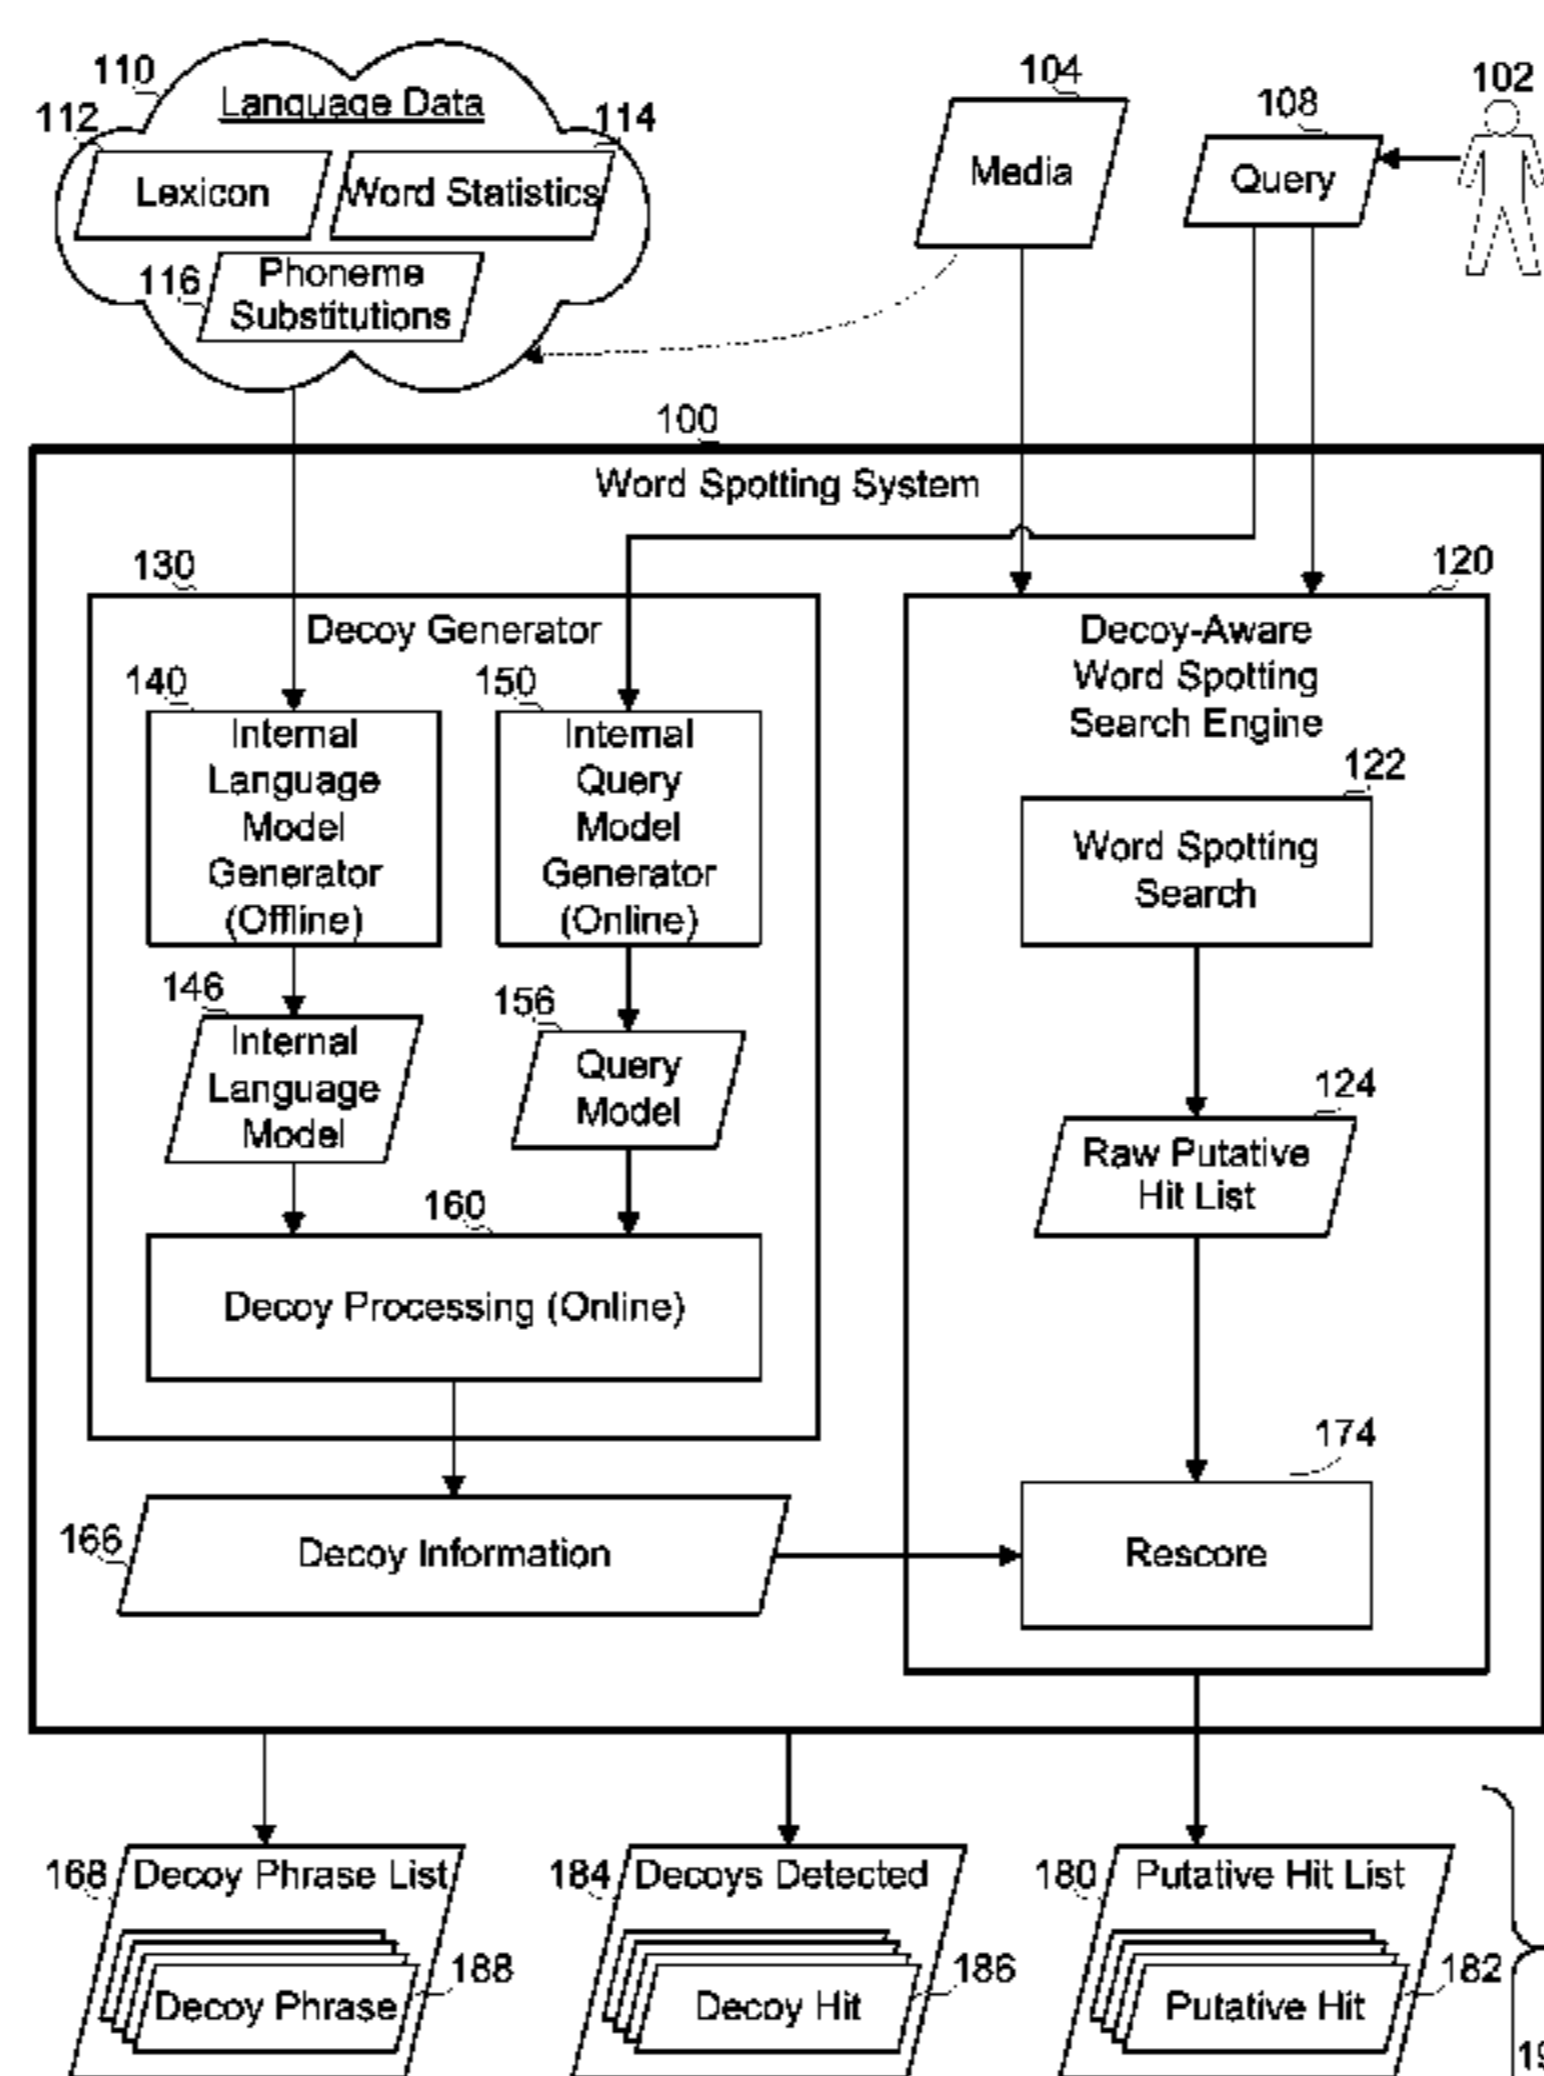 110
Language Data
112
114
Lexicon
Word Statistics
116
Phoneme
Substitutions
104
Media
108
Query
102
100
Word Spotting System
130
Decoy Generator
140
Internal
Language
Model
Generator
(Offline)
150
Internal
Query
Model
Generator
(Online)
146
Internal
Language
Model
156
Query
Model
160
Decoy Processing (Online)
166
Decoy Information
120
Decoy-Aware
Word Spotting
Search Engine
122
Word Spotting
Search
124
Raw Putative
Hit List
174
Rescore
168
Decoy Phrase List
188
Decoy Phrase
184
Decoys Detected
186
Decoy Hit
180
Putative Hit List
182
Putative Hit